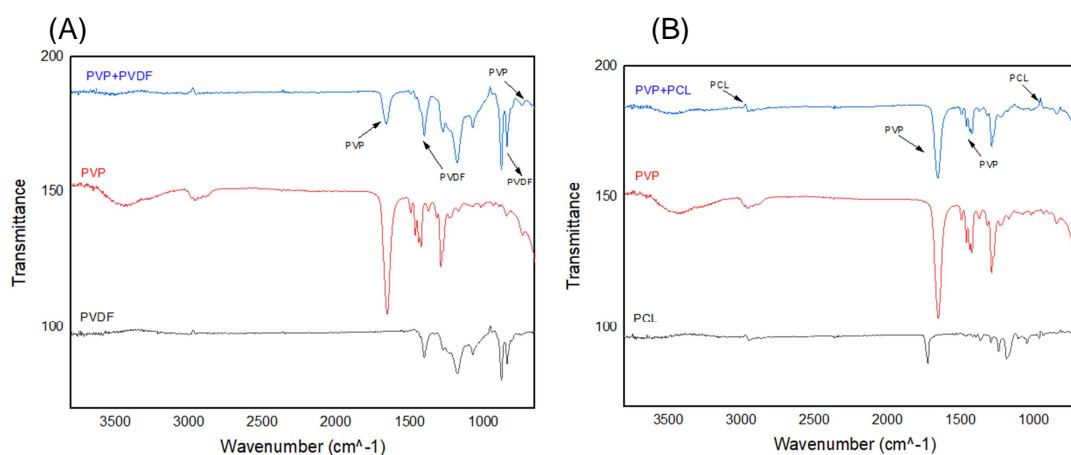 (A)
200
PVP+PVDF
PVP
PVP
PVDF
PVDF
PVP
150
PVDF
100
Transmittance
3500
3000
2500
2000
1500
1000
Wavenumber (cm^-1)
(B)
200
PVP+PCL
PCL
PCL
PVP
PVP
PVP
150
PCL
100
Transmittance
3500
3000
2500
2000
1500
1000
Wavenumber (cm^-1)